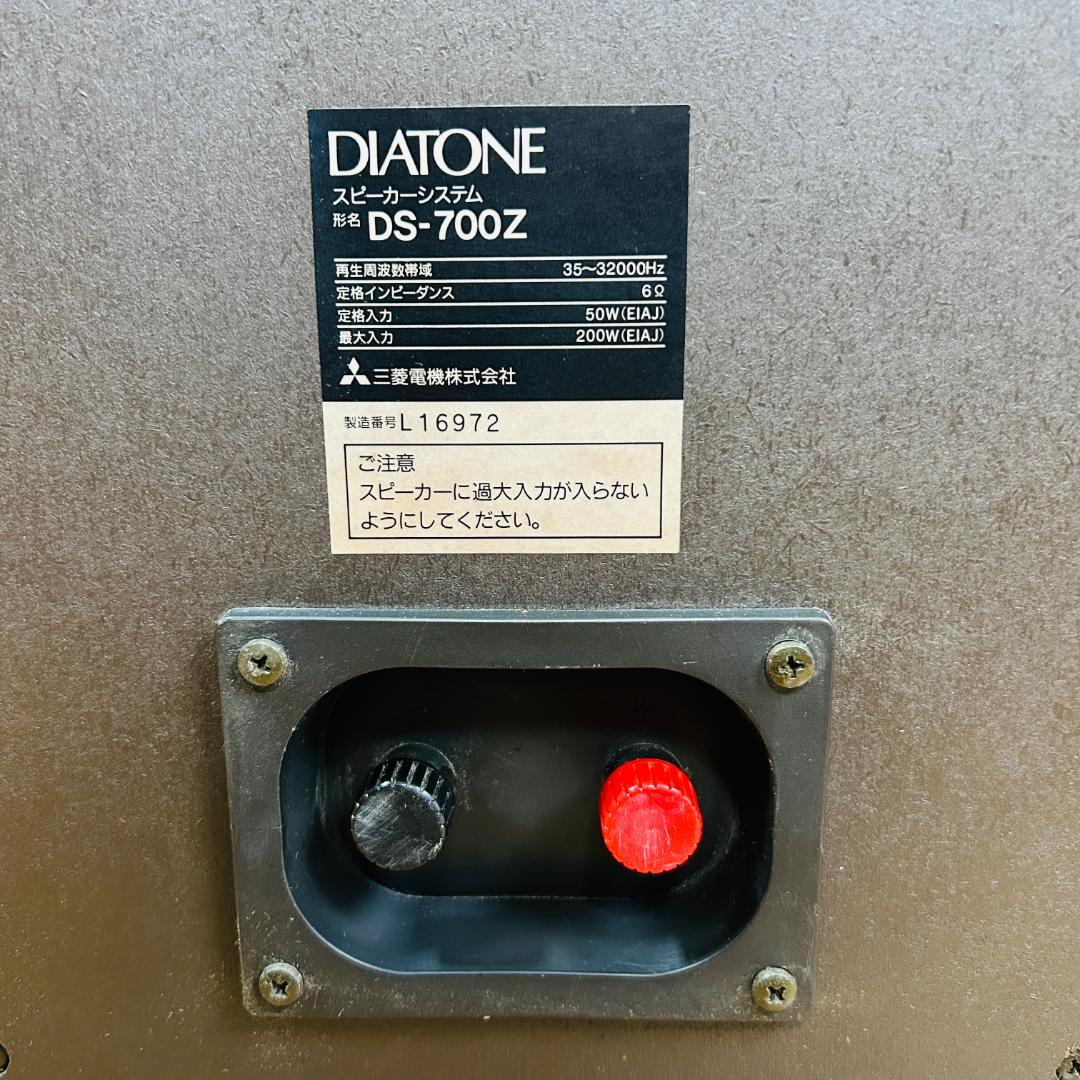 DIATONE
スピーカーシステム
形名 DS-700Z
再生周波数帯域 35～32000Hz
定格インピーダンス 6Ω
定格入力 50W(EIAJ)
最大入力 200W(EIAJ)
三菱電機株式会社
製造番号 L16972
ご注意
スピーカーに過大入力が入らない
ようにしてください。